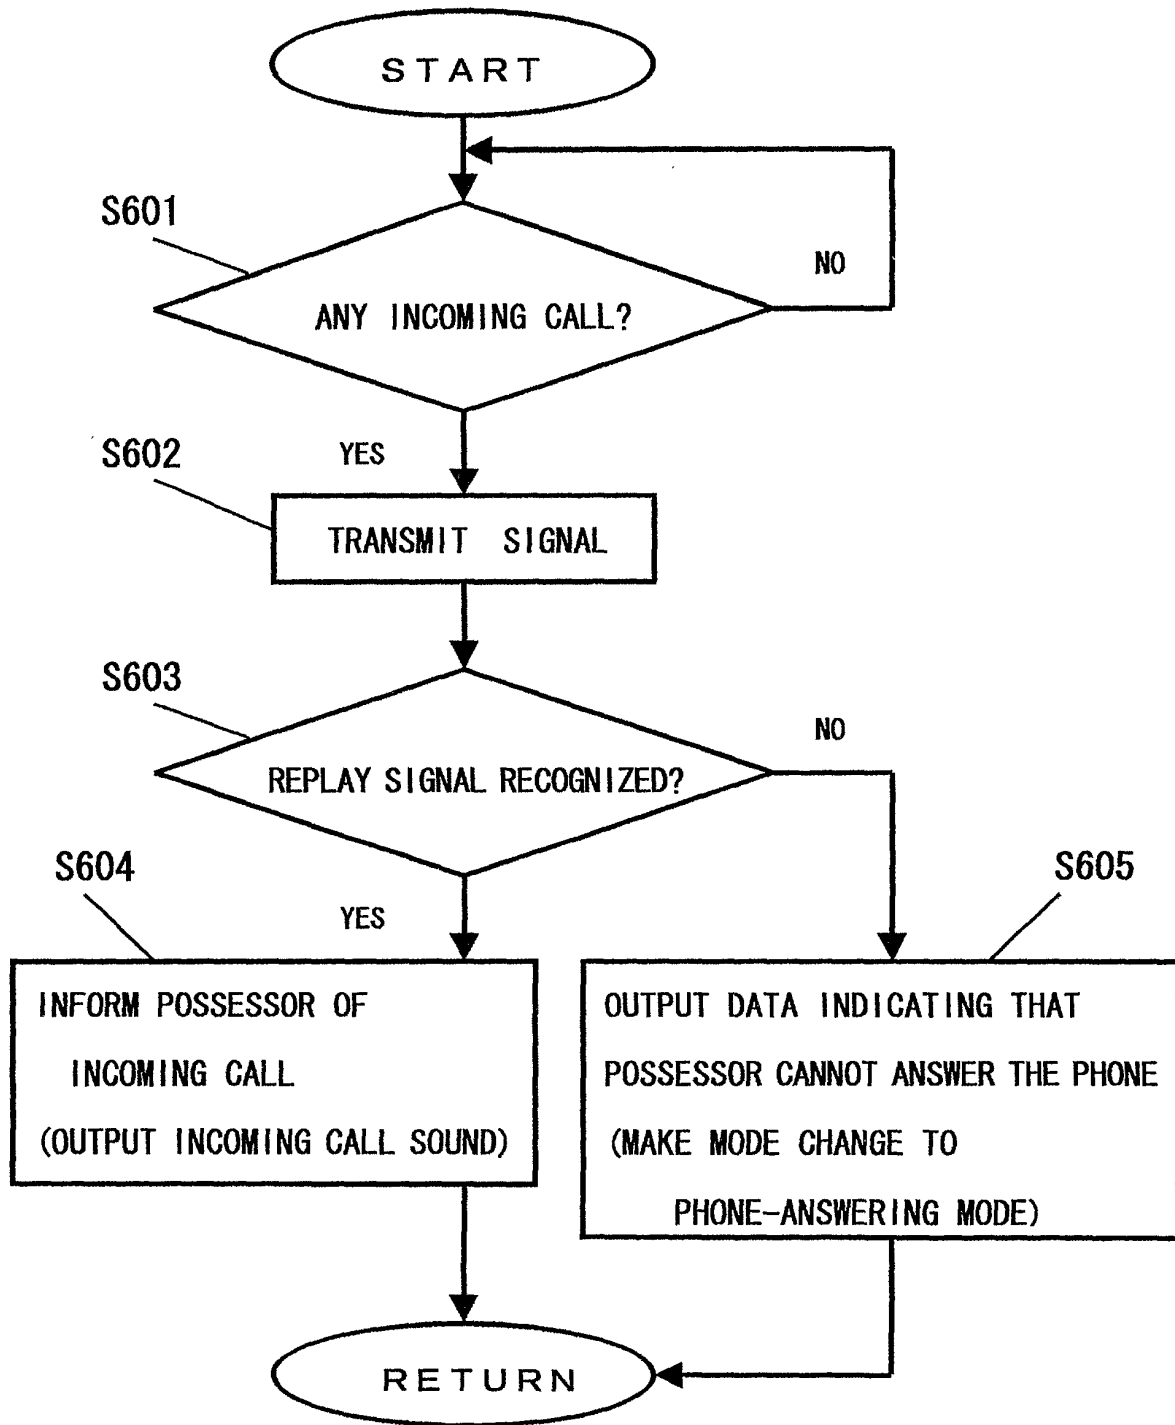 START
S601
NO
ANY INCOMING CALL?
S602
YES
TRANSMIT SIGNAL
S603
NO
REPLAY SIGNAL RECOGNIZED?
S604
S605
YES
INFORM POSSESSOR OF
INCOMING CALL
(OUTPUT INCOMING CALL SOUND)
OUTPUT DATA INDICATING THAT
POSSESSOR CANNOT ANSWER THE PHONE
(MAKE MODE CHANGE TO
PHONE-ANSWERING MODE)
RETURN